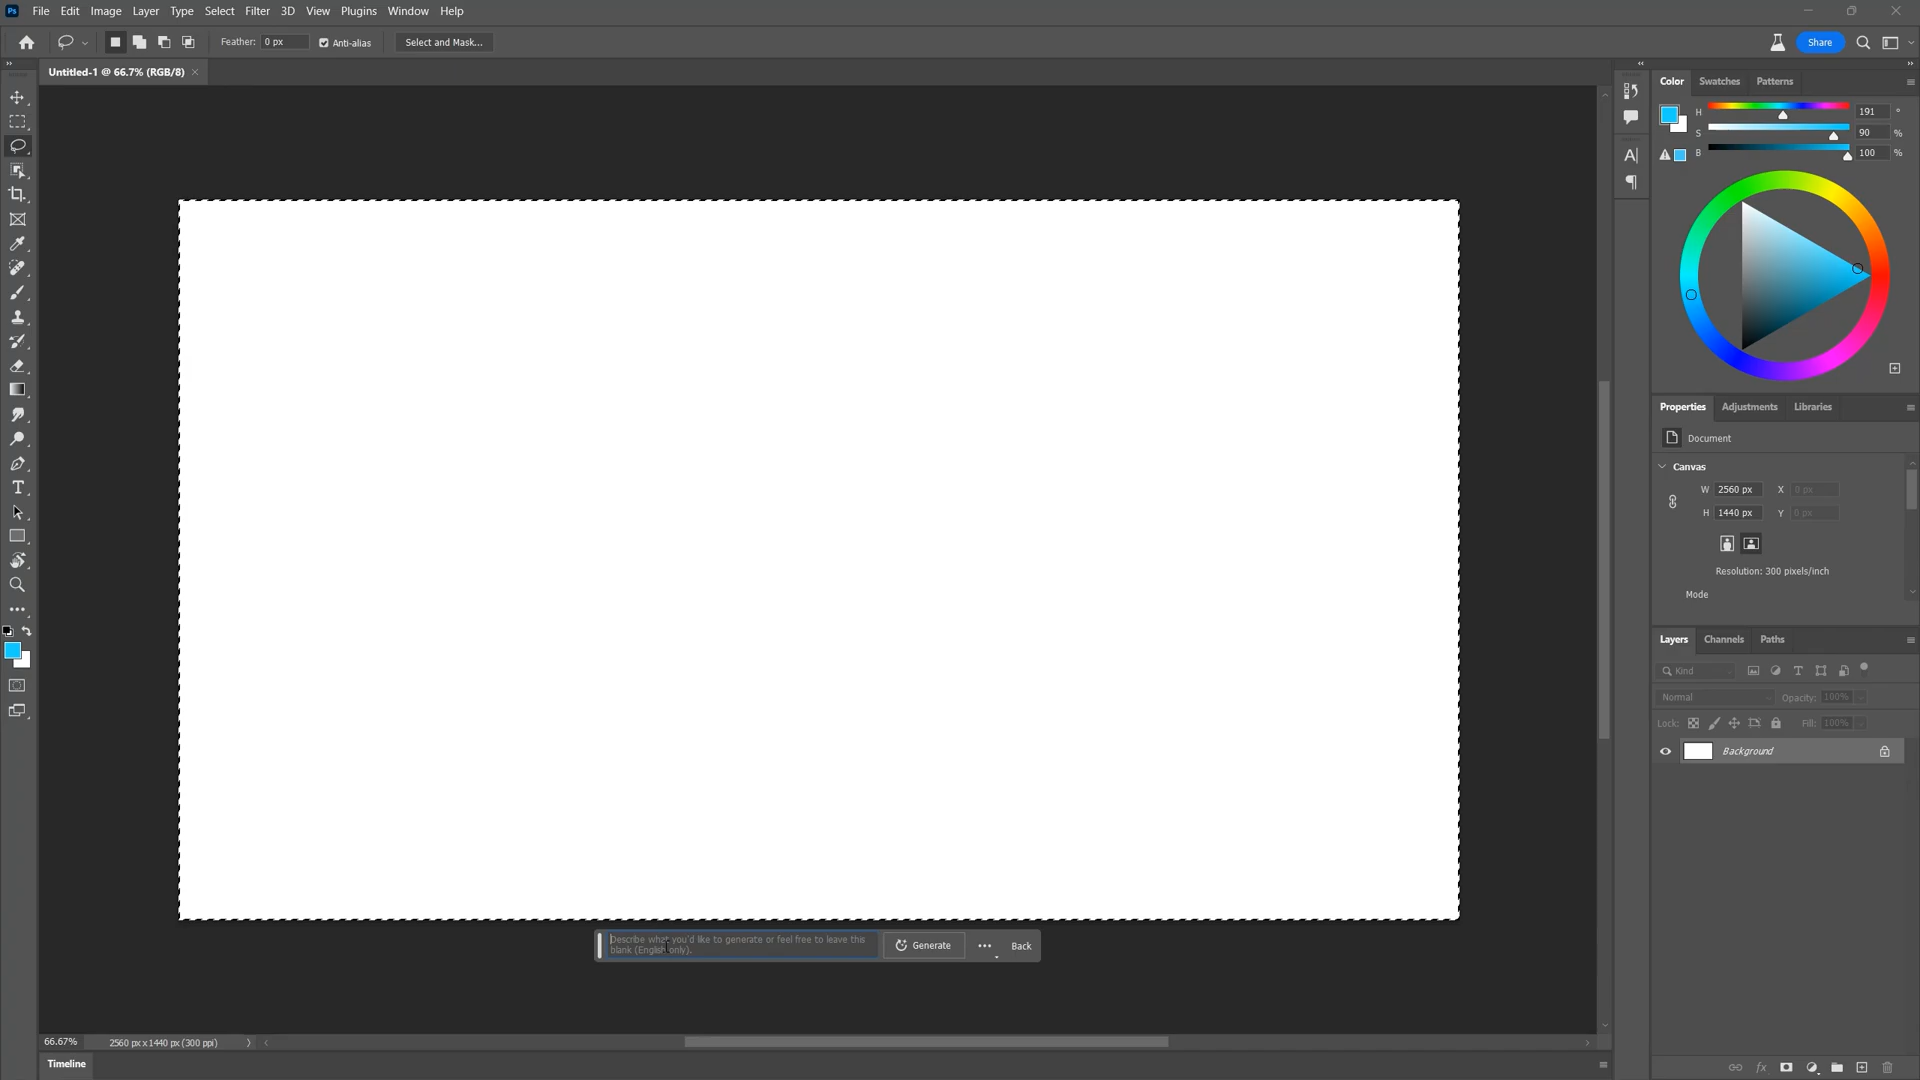 Ps File Edit Image Layer Type Select Filter 3D View Plugins Window Help
Feather: 0 px Anti-alias Select and Mask... Share
Untitled-1 @ 66.7% (RGB/8)
Color Swatches Patterns
H 191 °
S 90 %
B 100 %
Properties Adjustments Libraries
Document
Canvas
W 2560 px X 0 px
H 1440 px Y 0 px
Resolution: 300 pixels/inch
Mode
Layers Channels Paths
Kind
Normal Opacity: 100%
Lock: Fill: 100%
Background
Describe what you'd like to generate or feel free to leave this
blank (English only).
Generate Back
66.67% 2560 px x 1440 px (300 ppi)
Timeline